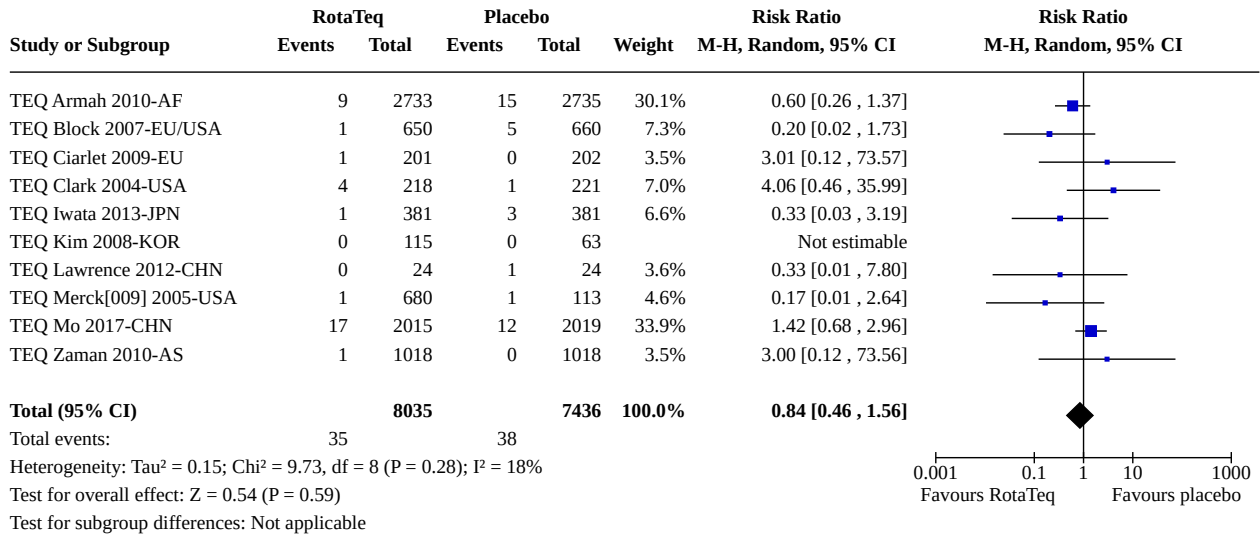 RotaTeq Placebo Risk Ratio Risk Ratio
Study or Subgroup Events Total Events Total Weight M-H, Random, 95% CI M-H, Random, 95% CI
TEQ Armah 2010-AF 9 2733 15 2735 30.1% 0.60 [0.26 , 1.37]
TEQ Block 2007-EU/USA 1 650 5 660 7.3% 0.20 [0.02 , 1.73]
TEQ Ciarlet 2009-EU 1 201 0 202 3.5% 3.01 [0.12 , 73.57]
TEQ Clark 2004-USA 4 218 1 221 7.0% 4.06 [0.46 , 35.99]
TEQ Iwata 2013-JPN 1 381 3 381 6.6% 0.33 [0.03 , 3.19]
TEQ Kim 2008-KOR 0 115 0 63 Not estimable
TEQ Lawrence 2012-CHN 0 24 1 24 3.6% 0.33 [0.01 , 7.80]
TEQ Merck[009] 2005-USA 1 680 1 113 4.6% 0.17 [0.01 , 2.64]
TEQ Mo 2017-CHN 17 2015 12 2019 33.9% 1.42 [0.68 , 2.96]
TEQ Zaman 2010-AS 1 1018 0 1018 3.5% 3.00 [0.12 , 73.56]
Total (95% CI) 8035 7436 100.0% 0.84 [0.46 , 1.56]
Total events: 35 38
Heterogeneity: Tau² = 0.15; Chi² = 9.73, df = 8 (P = 0.28); I² = 18%
Test for overall effect: Z = 0.54 (P = 0.59)
Test for subgroup differences: Not applicable
0.001 0.1 1 10 1000
Favours RotaTeq Favours placebo